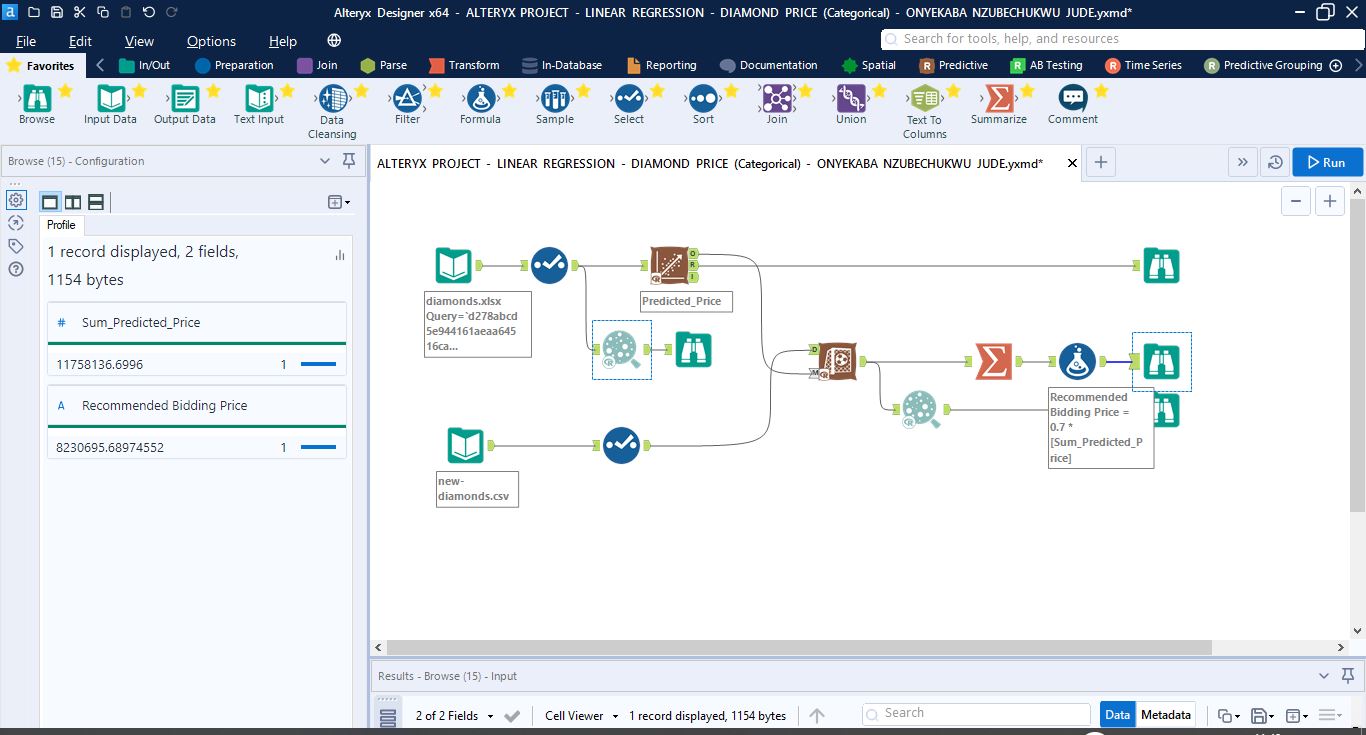 a
Alteryx Designer x64 - ALTERYX PROJECT - LINEAR REGRESSION - DIAMOND PRICE (Categorical) - ONYEKABA NZUBECHUKWU JUDE.yxmd*
File Edit View Options Help
Search for tools, help, and resources
Favorites In/Out Preparation Join Parse Transform In-Database Reporting Documentation Spatial Predictive AB Testing Time Series Predictive Grouping
Browse Input Data Output Data Text Input Data Cleansing Filter Formula Sample Select Sort Join Union Text To Columns Summarize Comment
Browse (15) - Configuration
ALTERYX PROJECT - LINEAR REGRESSION - DIAMOND PRICE (Categorical) - ONYEKABA NZUBECHUKWU JUDE.yxmd*
Run
Profile
1 record displayed, 2 fields,
1154 bytes
# Sum_Predicted_Price
11758136.6996 1
A Recommended Bidding Price
8230695.68974552 1
O
R
I
diamonds.xlsx
Query=`d278abcd
5e944161aeaa645
16ca...
Predicted_Price
D
M
Recommended
Bidding Price =
0.7 *
[Sum_Predicted_P
rice]
new-
diamonds.csv
Results - Browse (15) - Input
2 of 2 Fields Cell Viewer 1 record displayed, 1154 bytes Search Data Metadata